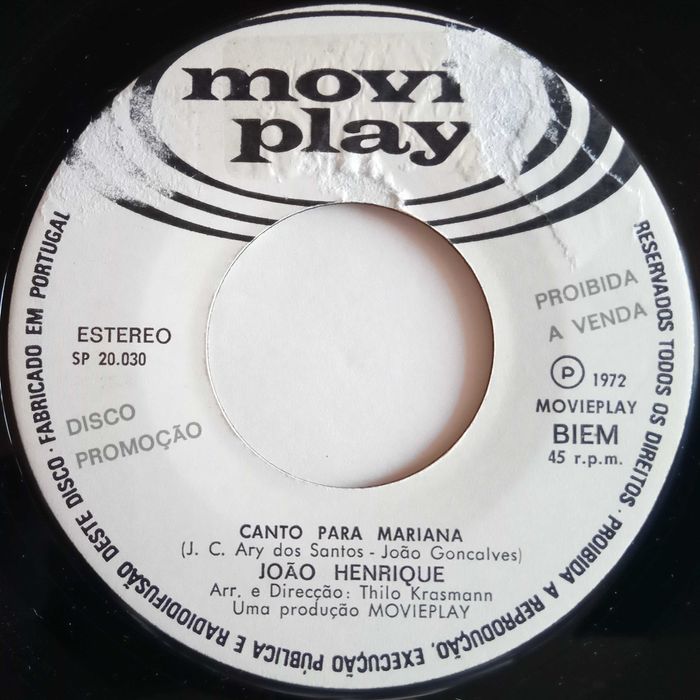 movi
play
ESTEREO
SP 20.030
DISCO
PROMOÇÃO
PROIBIDA
A VENDA
P 1972
MOVIEPLAY
BIEM
45 r.p.m.
CANTO PARA MARIANA
(J. C. Ary dos Santos - João Goncalves)
JOÃO HENRIQUE
Arr. e Direcção: Thilo Krasmann
Uma produção MOVIEPLAY
RESERVADOS TODOS OS DIREITOS · PROIBIDA A REPRODUÇÃO, EXECUÇÃO PÚBLICA E RADIODIFUSÃO DESTE DISCO · FABRICADO EM PORTUGAL